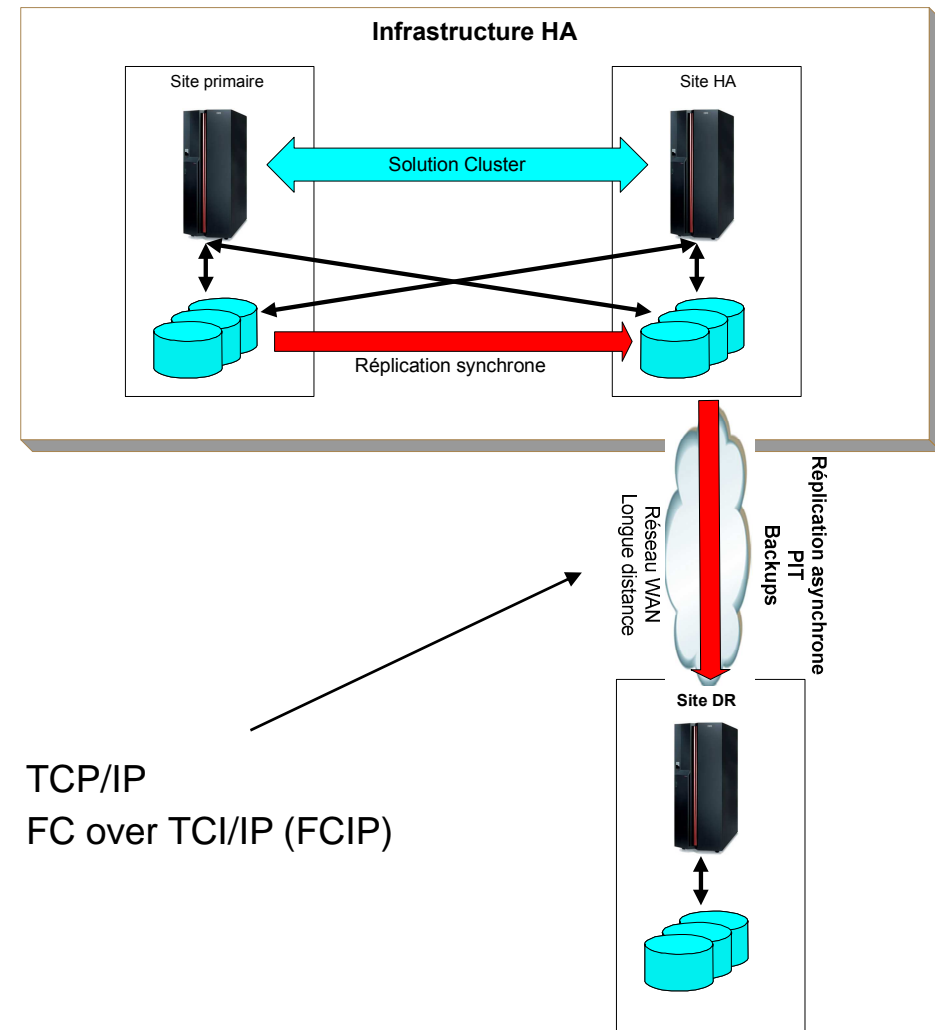 Infrastructure HA
Site primaire
Site HA
Solution Cluster
Réplication synchrone
Réseau WAN
Longue distance
Réplication asynchrone
PIT
Backups
Site DR
TCP/IP
FC over TCI/IP (FCIP)